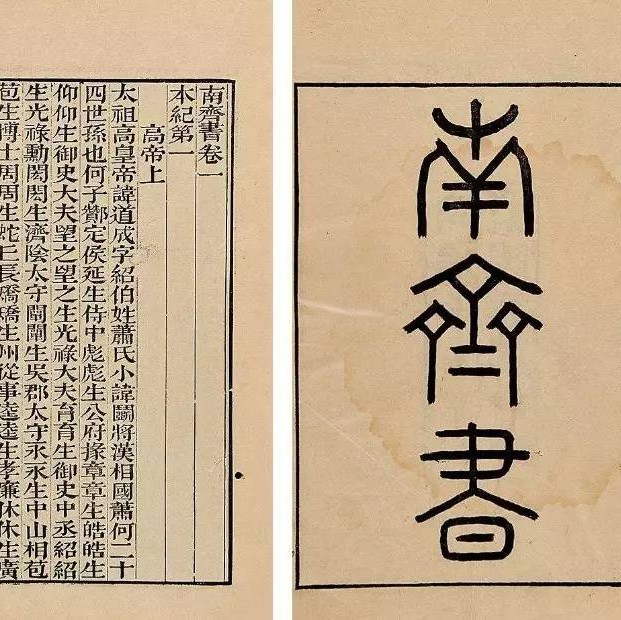 南齊書
南齊書卷一
本紀第一
高帝上
太祖高皇帝諱道成字紹伯姓蕭氏小諱鬭將漢相國蕭何二十
四世孫也何子酇定侯延生侍中彪彪生公府掾章章生皓皓生
仰仰生御史大夫望之望之生光祿大夫育育生御史中丞紹紹
生光祿勳閎閎生濟陰太守闡闡生吳郡太守永永生中山相苞
苞生博士周周生蛇丘長矯矯生州從事逵逵生孝廉休休生廣